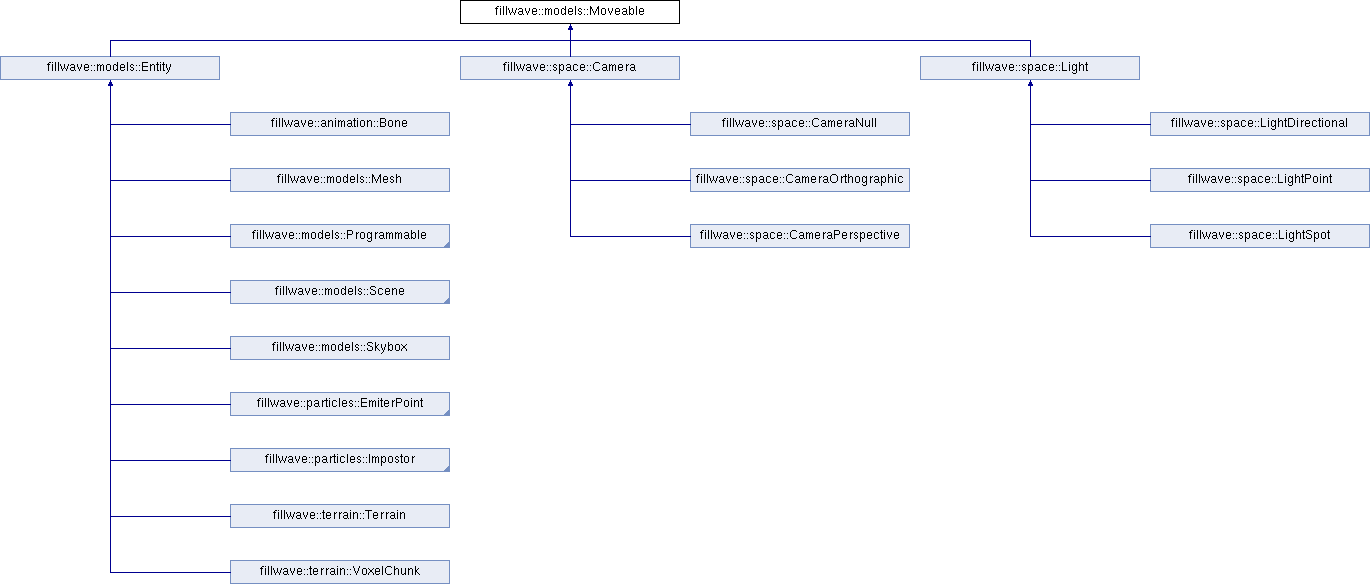 fillwave::models::Moveable
fillwave::models::Entity
fillwave::space::Camera
fillwave::space::Light
fillwave::animation::Bone
fillwave::space::CameraNull
fillwave::space::LightDirectional
fillwave::models::Mesh
fillwave::space::CameraOrthographic
fillwave::space::LightPoint
fillwave::models::Programmable
fillwave::space::CameraPerspective
fillwave::space::LightSpot
fillwave::models::Scene
fillwave::models::Skybox
fillwave::particles::EmiterPoint
fillwave::particles::Impostor
fillwave::terrain::Terrain
fillwave::terrain::VoxelChunk